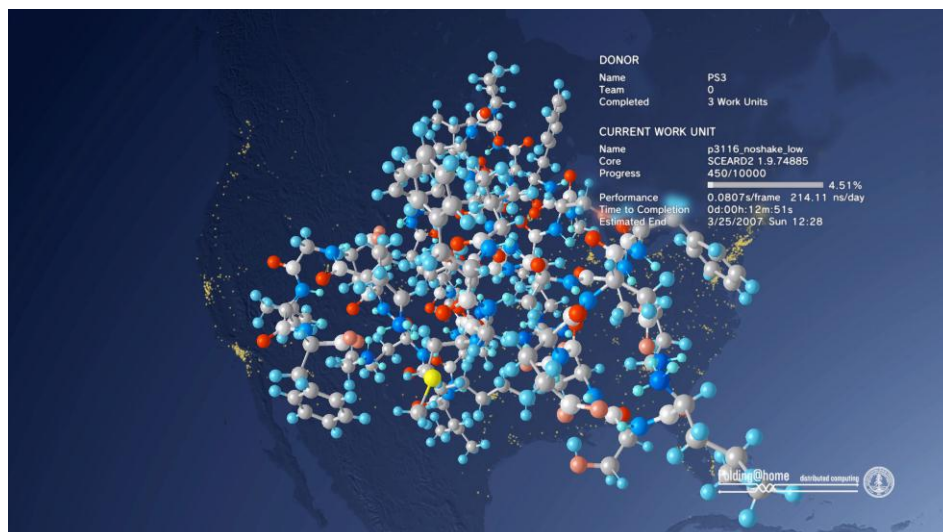 DONOR
Name PS3
Team 0
Completed 3 Work Units
CURRENT WORK UNIT
Name p3116_noshake_low
Core SCEARD2 1.9.74885
Progress 450/10000
4.51%
Performance 0.0807s/frame 214.11 ns/day
Time to Completion 0d:00h:12m:51s
Estimated End 3/25/2007 Sun 12:28
Folding@home distributed computing